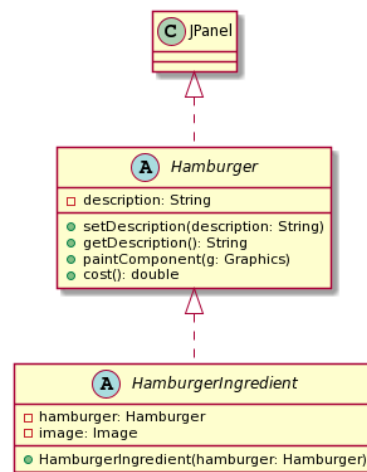 C JPanel
A Hamburger
description: String
setDescription(description: String)
getDescription(): String
paintComponent(g: Graphics)
cost(): double
A HamburgerIngredient
hamburger: Hamburger
image: Image
HamburgerIngredient(hamburger: Hamburger)